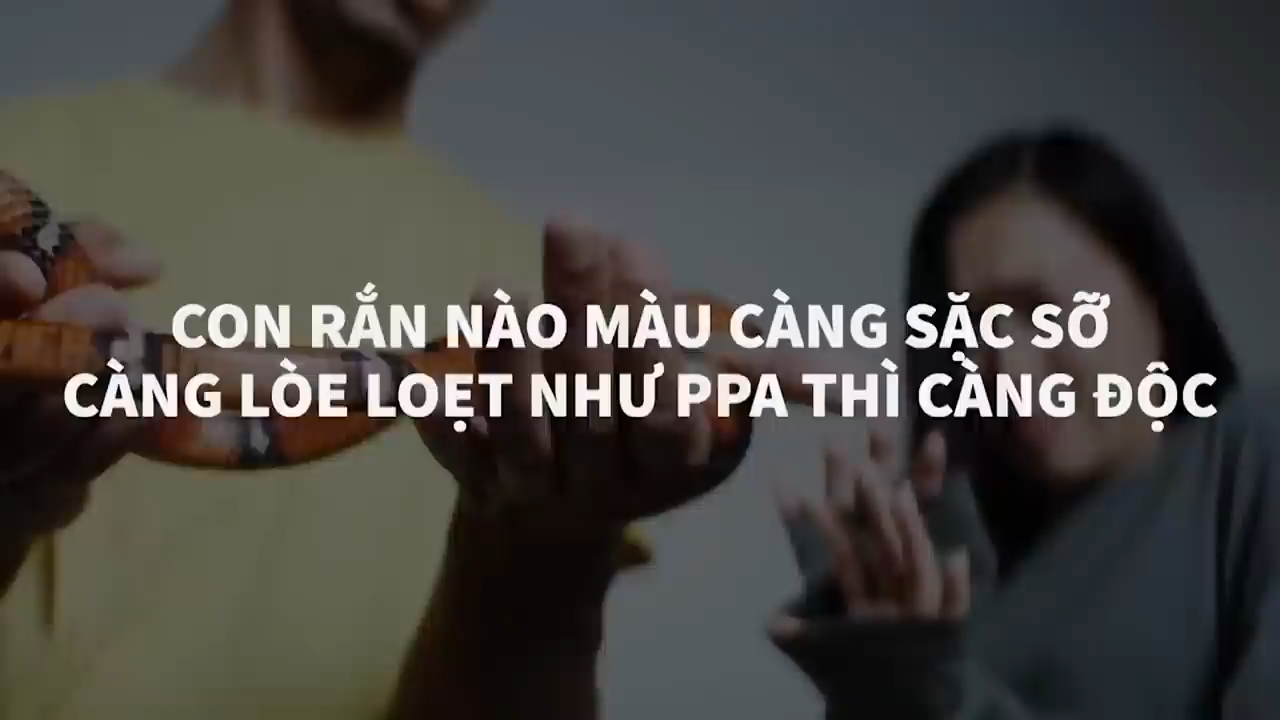 CON RẮN NÀO MÀU CÀNG SẶC SỠ
CÀNG LÒE LOẸT NHƯ PPA THÌ CÀNG ĐỘC